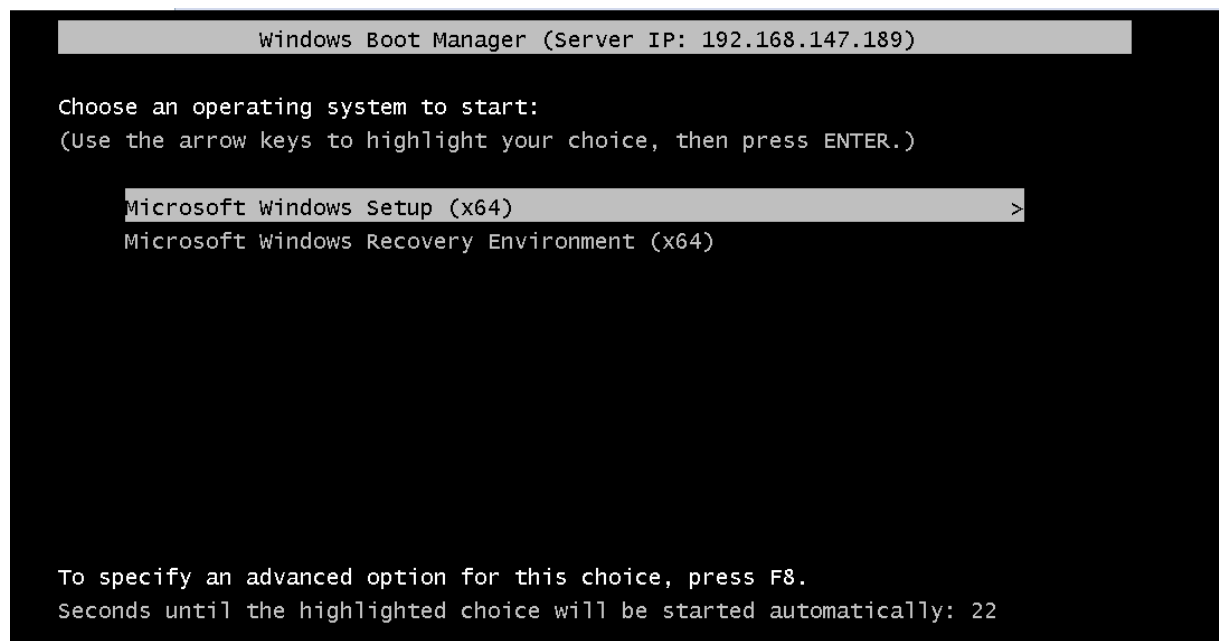 Windows Boot Manager (Server IP: 192.168.147.189)
Choose an operating system to start:
(Use the arrow keys to highlight your choice, then press ENTER.)
Microsoft Windows Setup (x64) >
Microsoft Windows Recovery Environment (x64)
To specify an advanced option for this choice, press F8.
Seconds until the highlighted choice will be started automatically: 22